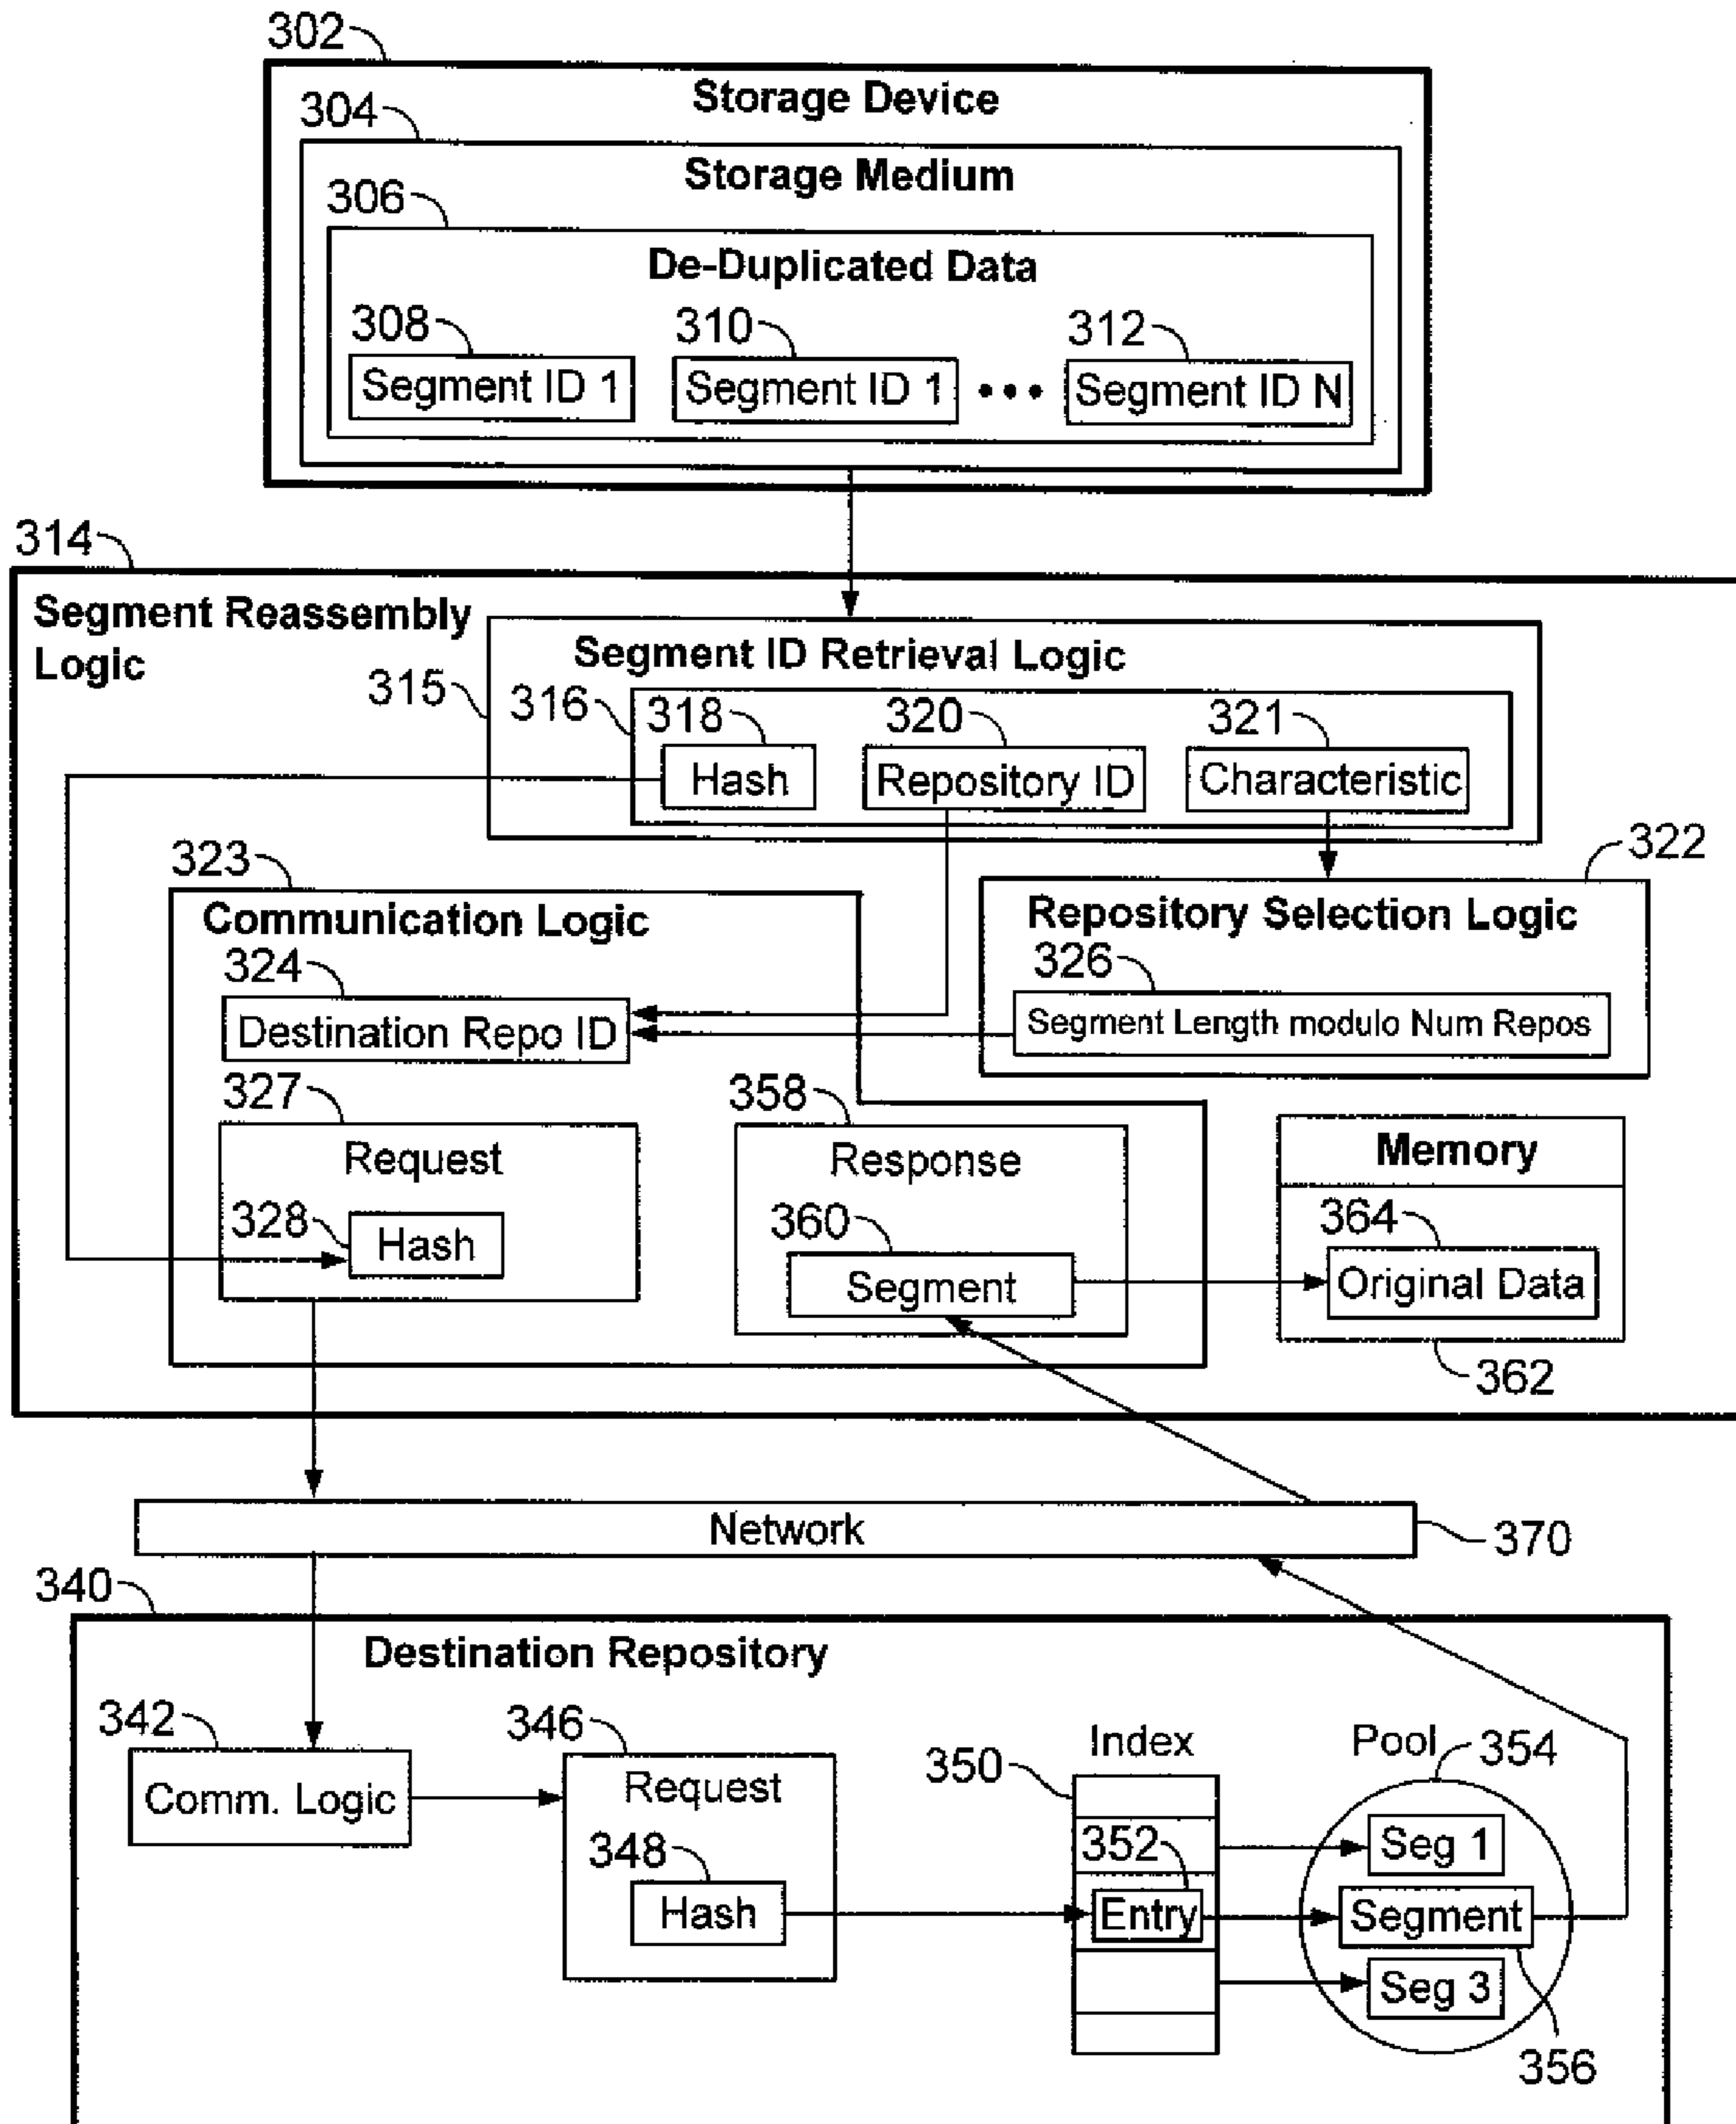 302
Storage Device
304
Storage Medium
306
De-Duplicated Data
308
310
312
Segment ID 1
Segment ID 1
•••
Segment ID N
314
Segment Reassembly
Logic
Segment ID Retrieval Logic
315
316
318
320
321
Hash
Repository ID
Characteristic
322
323
Communication Logic
Repository Selection Logic
324
326
Destination Repo ID
Segment Length modulo Num Repos
327
358
Request
Response
Memory
328
Hash
360
Segment
364
Original Data
362
Network
370
340
Destination Repository
342
346
Index
Pool
354
350
Comm. Logic
Request
348
Hash
352
Entry
Seg 1
Segment
Seg 3
356